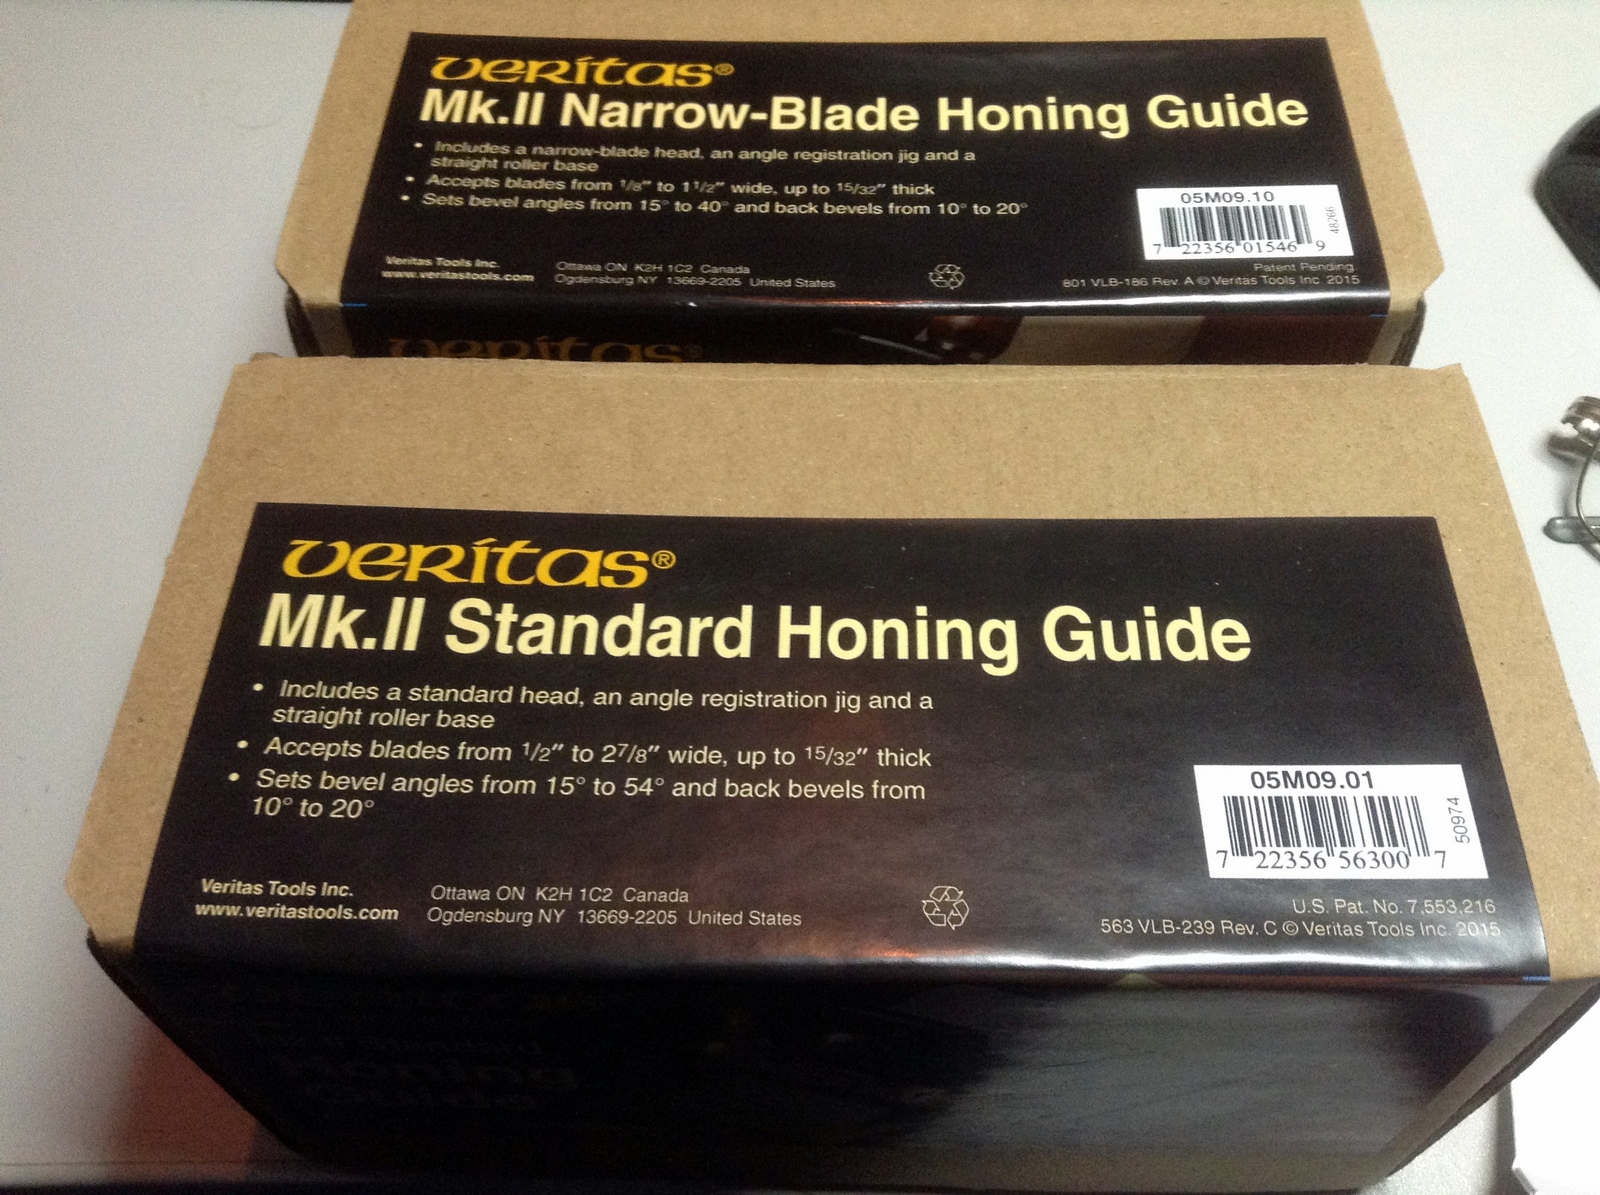 verítas®
Mk.II Narrow-Blade Honing Guide
• Includes a narrow-blade head, an angle registration jig and a
straight roller base
• Accepts blades from 1/8" to 1 1/2" wide, up to 15/32" thick
• Sets bevel angles from 15° to 40° and back bevels from 10° to 20°
05M09.10
48266
7 22356 01546 9
Veritas Tools Inc.
www.veritastools.com
Ottawa ON K2H 1C2 Canada
Ogdensburg NY 13669-2205 United States
Patent Pending
801 VLB-186 Rev. A © Veritas Tools Inc. 2015
verítas
verítas®
Mk.II Standard Honing Guide
• Includes a standard head, an angle registration jig and a
straight roller base
• Accepts blades from 1/2" to 2 7/8" wide, up to 15/32" thick
• Sets bevel angles from 15° to 54° and back bevels from
10° to 20°
05M09.01
50974
7 22356 56300 7
Veritas Tools Inc.
www.veritastools.com
Ottawa ON K2H 1C2 Canada
Ogdensburg NY 13669-2205 United States
U.S. Pat. No. 7,553,216
563 VLB-239 Rev. C © Veritas Tools Inc. 2015
Honing
Guide